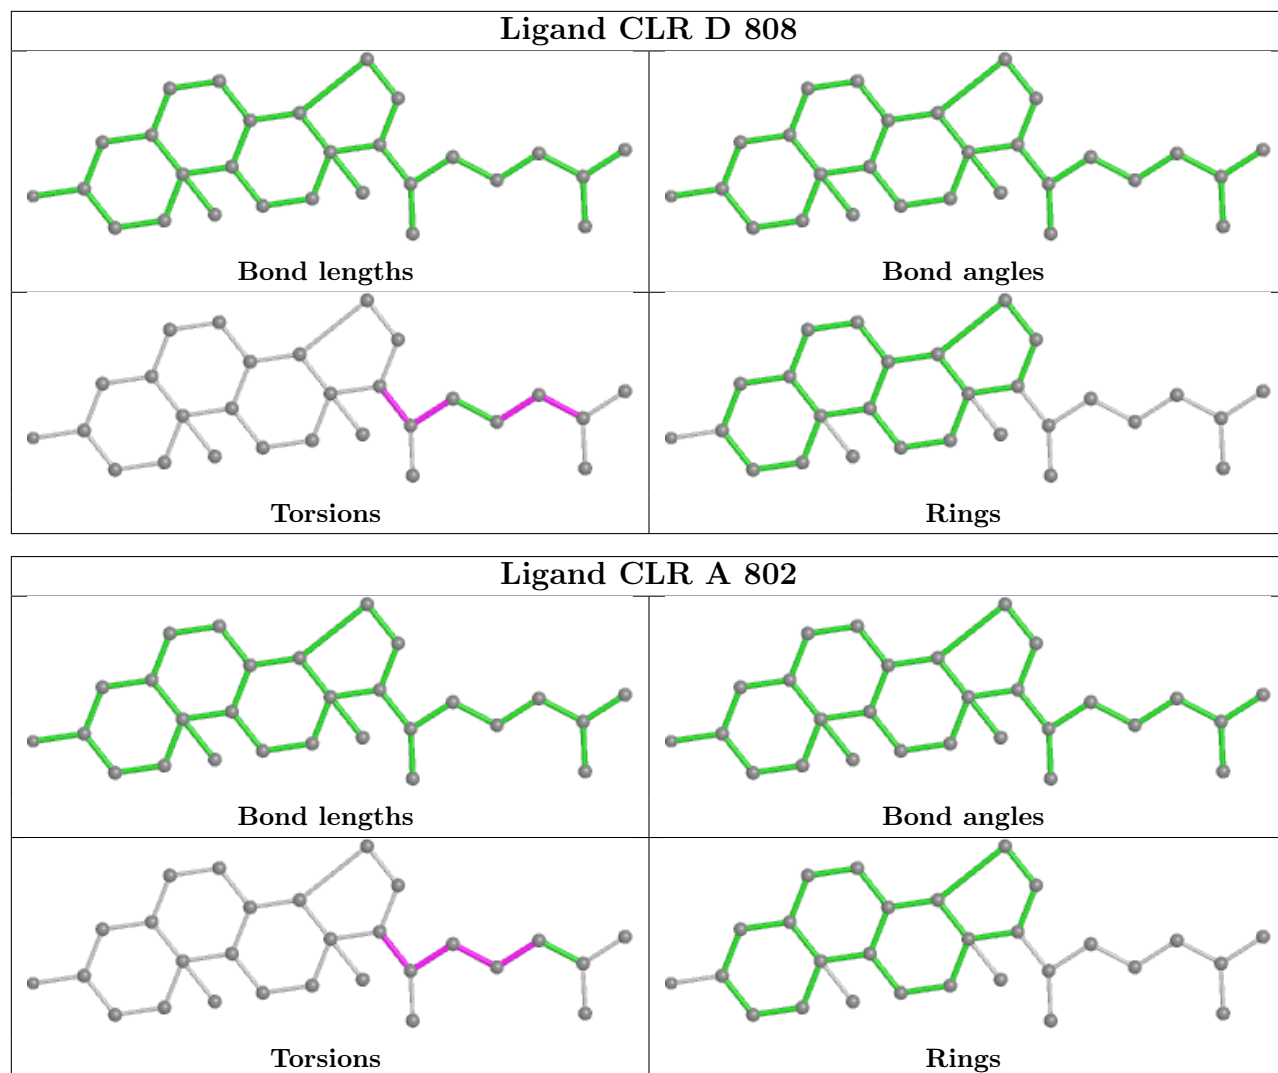 Ligand CLR D 808
Bond lengths
Bond angles
Torsions
Rings
Ligand CLR A 802
Bond lengths
Bond angles
Torsions
Rings